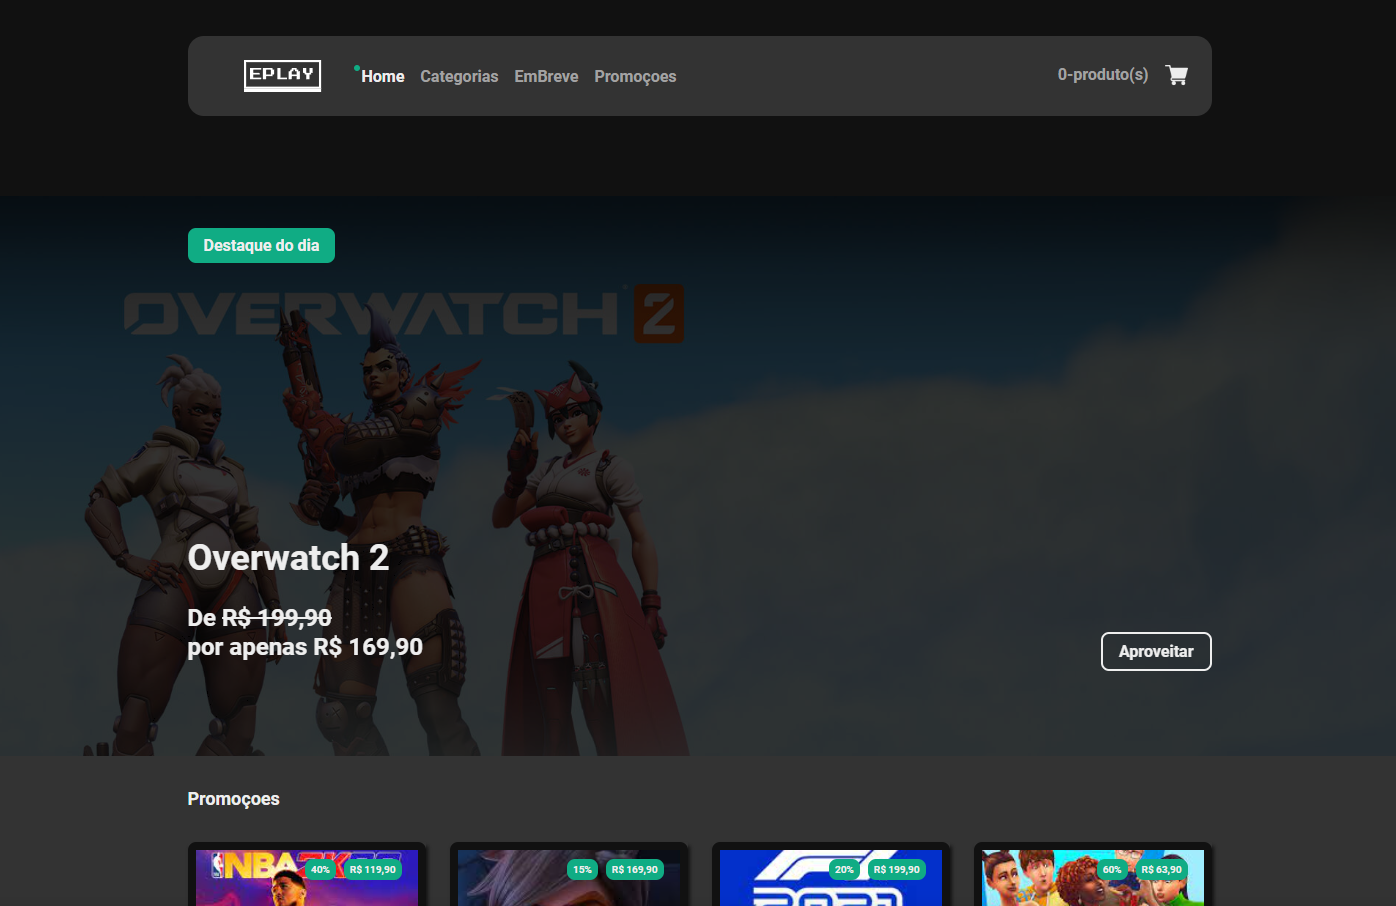 EPLAY
Home Categorias EmBreve Promoçoes
0-produto(s)
Destaque do dia
OVERWATCH 2
Overwatch 2
De R$ 199,90
por apenas R$ 169,90
Aproveitar
Promoçoes
NBA 2K
40% R$ 119,90
15% R$ 169,90
20% R$ 199,90
60% R$ 63,90